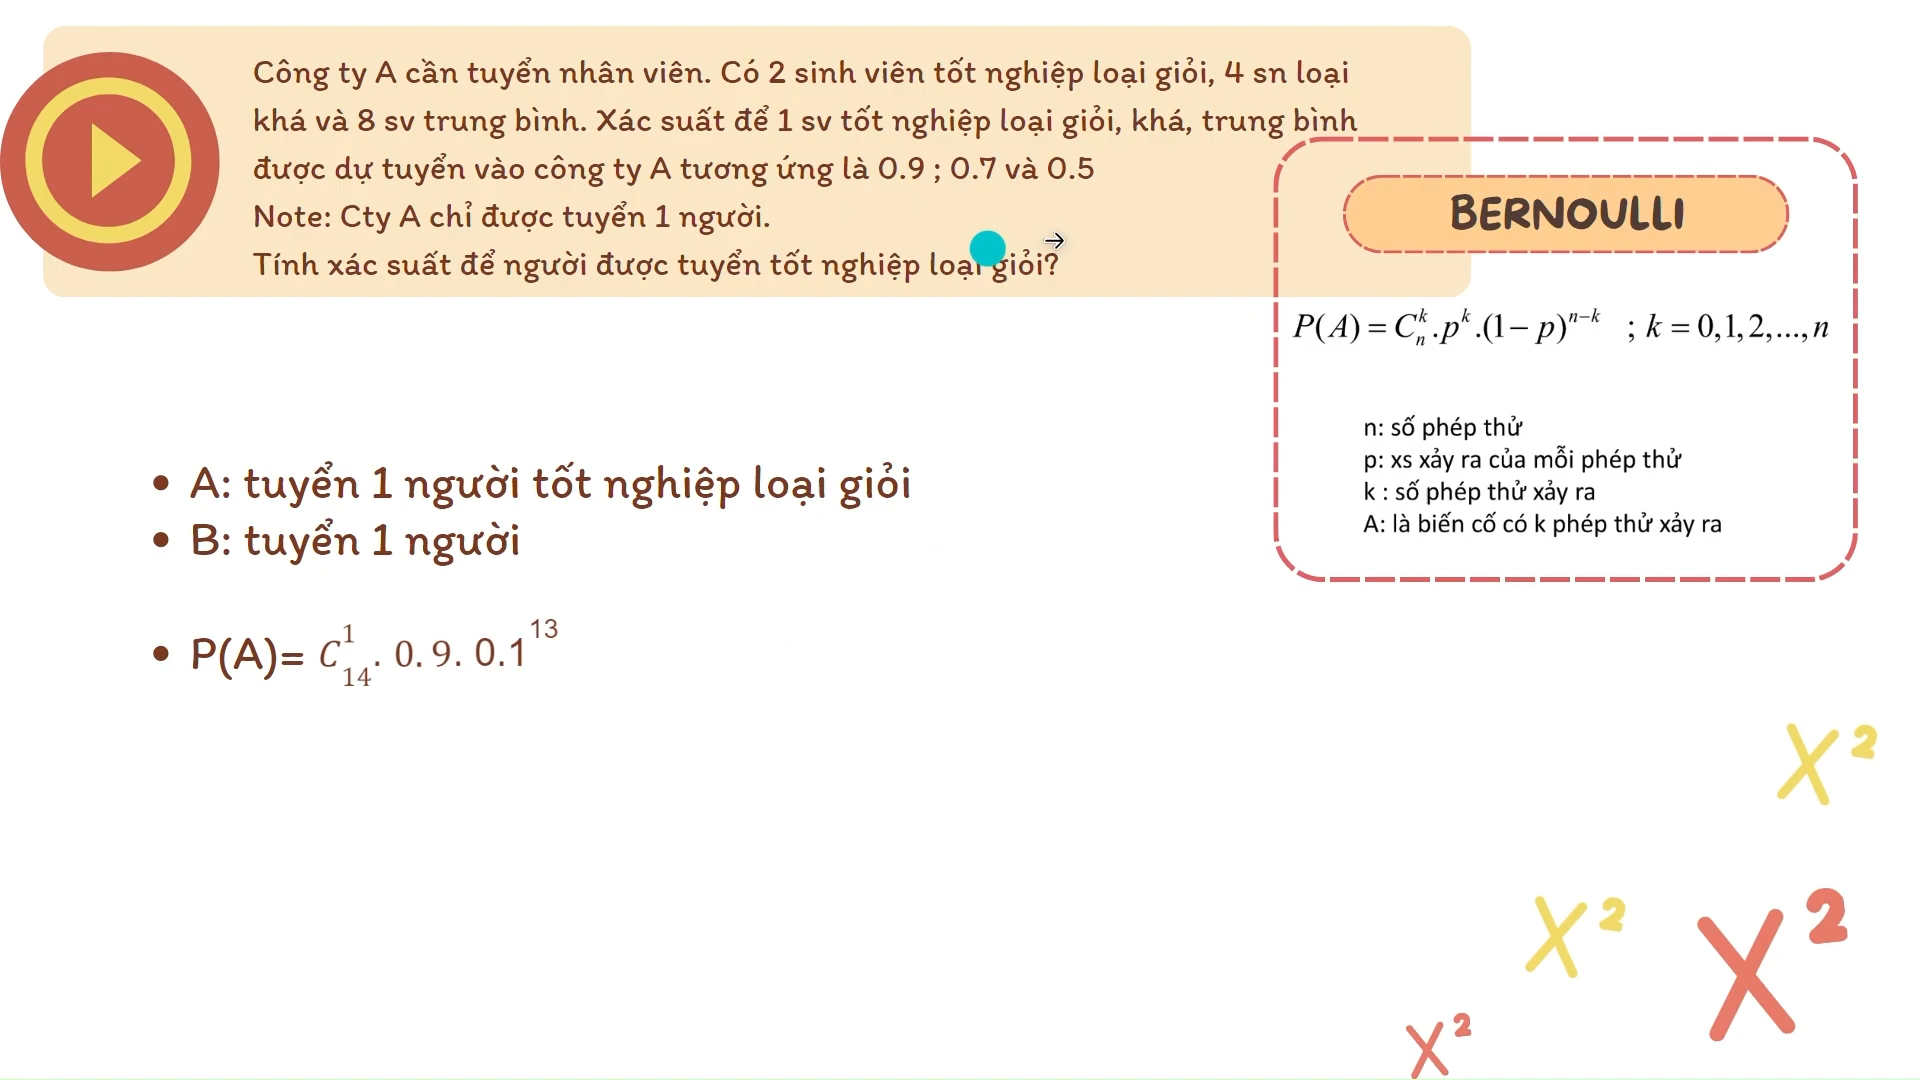 Công ty A cần tuyển nhân viên. Có 2 sinh viên tốt nghiệp loại giỏi, 4 sn loại
khá và 8 sv trung bình. Xác suất để 1 sv tốt nghiệp loại giỏi, khá, trung bình
được dự tuyển vào công ty A tương ứng là 0.9 ; 0.7 và 0.5
Note: Cty A chỉ được tuyển 1 người.
Tính xác suất để người được tuyển tốt nghiệp loại giỏi?
BERNOULLI
P(A) = C_n^k .p^k .(1− p)^{n−k} ; k = 0,1,2,...,n
n: số phép thử
p: xs xảy ra của mỗi phép thử
k : số phép thử xảy ra
A: là biến cố có k phép thử xảy ra
• A: tuyển 1 người tốt nghiệp loại giỏi
• B: tuyển 1 người
• P(A)= C_{14}^1 . 0. 9. 0.1^{13}
X²
X²
X²
X²